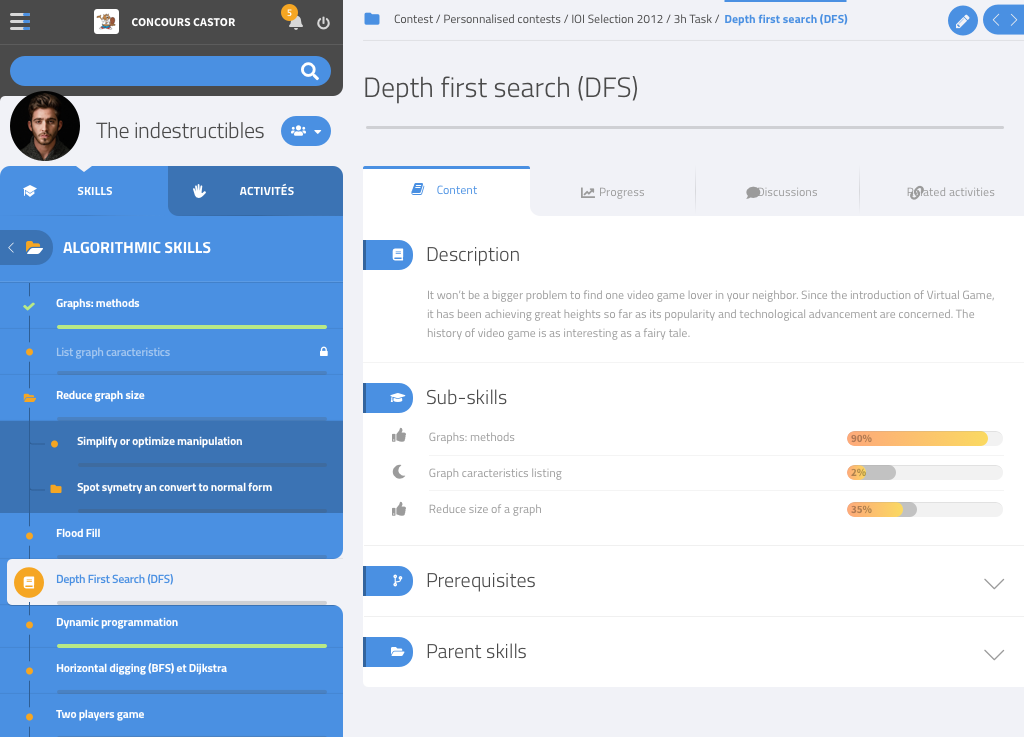 CONCOURS CASTOR
5
The indestructibles
SKILLS
ACTIVITÉS
ALGORITHMIC SKILLS
Graphs: methods
List graph caracteristics
Reduce graph size
Simplify or optimize manipulation
Spot symetry an convert to normal form
Flood Fill
Depth First Search (DFS)
Dynamic programmation
Horizontal digging (BFS) et Dijkstra
Two players game
Contest / Personnalised contests / IOI Selection 2012 / 3h Task / Depth first search (DFS)
Depth first search (DFS)
Content
Progress
Discussions
Related activities
Description
It won't be a bigger problem to find one video game lover in your neighbor. Since the introduction of Virtual Game,
it has been achieving great heights so far as its popularity and technological advancement are concerned. The
history of video game is as interesting as a fairy tale.
Sub-skills
Graphs: methods
90%
Graph caracteristics listing
2%
Reduce size of a graph
35%
Prerequisites
Parent skills